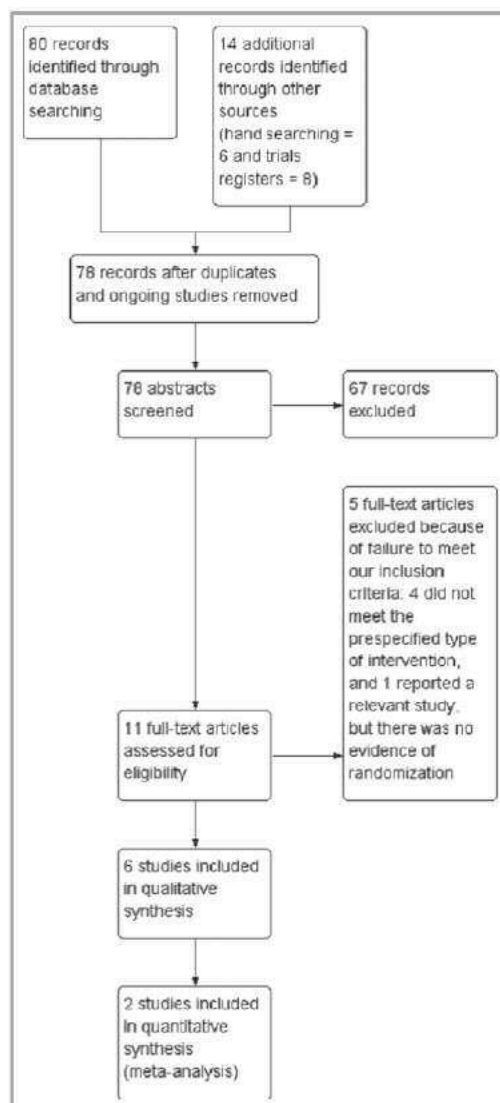 80 records
identified through
database
searching
14 additional
records identified
through other
sources
(hand searching =
6 and trials
registers = 8)
78 records after duplicates
and ongoing studies removed
78 abstracts
screened
67 records
excluded
5 full-text articles
excluded because
of failure to meet
our inclusion
criteria: 4 did not
meet the
prespecified type
of intervention,
and 1 reported a
relevant study,
but there was no
evidence of
randomization
11 full-text articles
assessed for
eligibility
6 studies included
in qualitative
synthesis
2 studies included
in quantitative
synthesis
(meta-analysis)